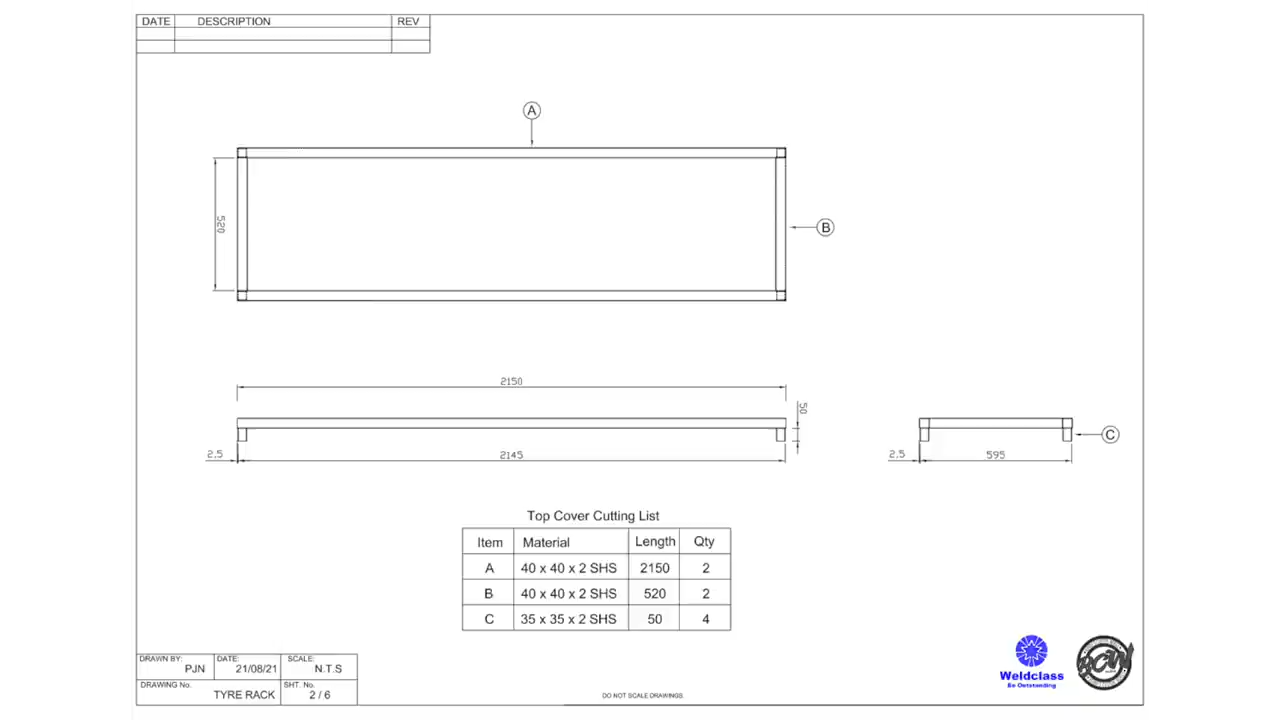 DATE DESCRIPTION REV
A
520
B
2150
50
2.5 2145
C
2.5 595
Top Cover Cutting List
Item Material Length Qty
A 40 x 40 x 2 SHS 2150 2
B 40 x 40 x 2 SHS 520 2
C 35 x 35 x 2 SHS 50 4
DRAWN BY: PJN
DATE: 21/08/21
SCALE: N.T.S
DRAWING No. TYRE RACK
SHT. No. 2 / 6
DO NOT SCALE DRAWINGS.
Weldclass
Be Outstanding
BCW